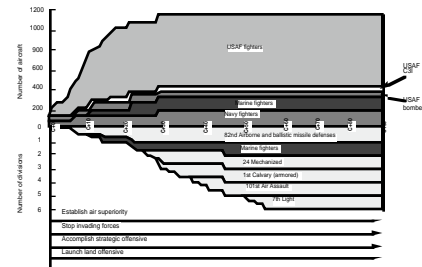 1200
1000
800
600
400
200
0
Number of aircraft
USAF fighters
USAF
C3I
USAF
bombe
Marine fighters
Navy fighters
82nd Airborne and ballistic missile defenses
Marine fighters
24 Mechanized
1st Calvary (armored)
101st Air Assault
7th Light
1
2
3
4
5
6
Number of divisions
Establish air superiority
Stop invading forces
Accomplish strategic offensive
Launch land offensive